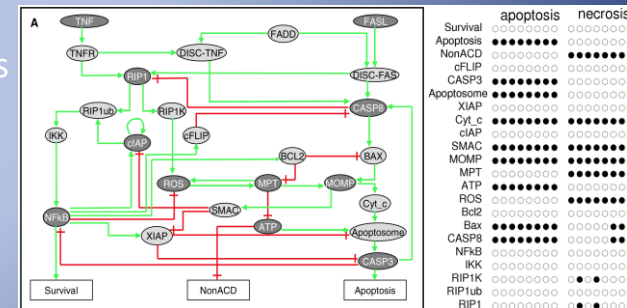 s
A
TNF
FASL
FADD
TNFR
DISC-TNF
RIP1
DISC-FAS
CASP8
RIP1ub
RIP1K
IKK
cIAP
cFLIP
BCL2
BAX
ROS
MPT
MOMP
SMAC
Cyt_c
NFkB
XIAP
ATP
Apoptosome
CASP3
Survival
NonACD
Apoptosis
apoptosis necrosis
Survival
Apoptosis
NonACD
cFLIP
CASP3
Apoptosome
XIAP
Cyt_c
cIAP
SMAC
MOMP
MPT
ATP
ROS
Bcl2
Bax
CASP8
NFkB
IKK
RIP1K
RIP1ub
RIP1